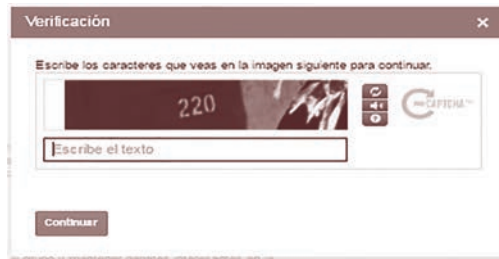 Verificación
Escribe los caracteres que veas en la imagen siguiente para continuar.
220
Escribe el texto
Continuar